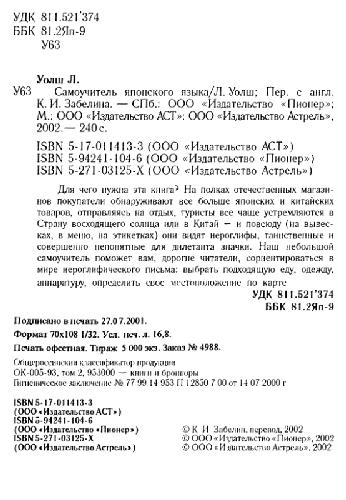 УДК 811.521'374
ББК 81.2Яп-9
У63
Уолш Л.
У63 Самоучитель японского языка/Л. Уолш; Пер. с англ.
К. И. Забелина. — СПб.: ООО «Издательство «Пионер»;
М.: ООО «Издательство АСТ»: ООО «Издательство Астрель»,
2002. — 240 с.
ISBN 5-17-011413-3 (ООО «Издательство АСТ»)
ISBN 5-94241-104-6 (ООО «Издательство «Пионер»)
ISBN 5-271-03125-X (ООО «Издательство Астрель»)
Для чего нужна эта книга? На полках отечественных магази-
нов покупатели обнаруживают все больше японских и китайских
товаров, отправляясь на отдых, туристы все чаще устремляются в
Страну восходящего солнца или в Китай — и повсюду (на вывес-
ках, в меню, на этикетках) они видят иероглифы, таинственные и
совершенно непонятные для дилетанта значки. Наш небольшой
самоучитель поможет вам, дорогие читатели, сориентироваться в
мире иероглифического письма: выбрать подходящую еду, одежду,
аппаратуру, определить свое местоположение по карте
УДК 811.521'374
ББК 81.2Яп-9
Подписано в печать 27.07.2001.
Формат 70х108 1/32. Усл. печ. л. 16,8.
Печать офсетная. Тираж 5 000 экз. Заказ № 4988.
Общероссийский классификатор продукции
ОК-005-93, том 2, 953000 — книги и брошюры
Гигиеническое заключение № 77 99 14 953 П 12850 7 00 от 14 07 2000 г
ISBN 5-17-011413-3
(ООО «Издательство АСТ»)
ISBN 5-94241-104-6
(ООО «Издательство «Пионер») © К И Забелин, перевод, 2002
ISBN 5-271-03125-X © ООО «Издательство «Пионер», 2002
(ООО «Издательство Астрель») © ООО «Издательство Астрель», 2002